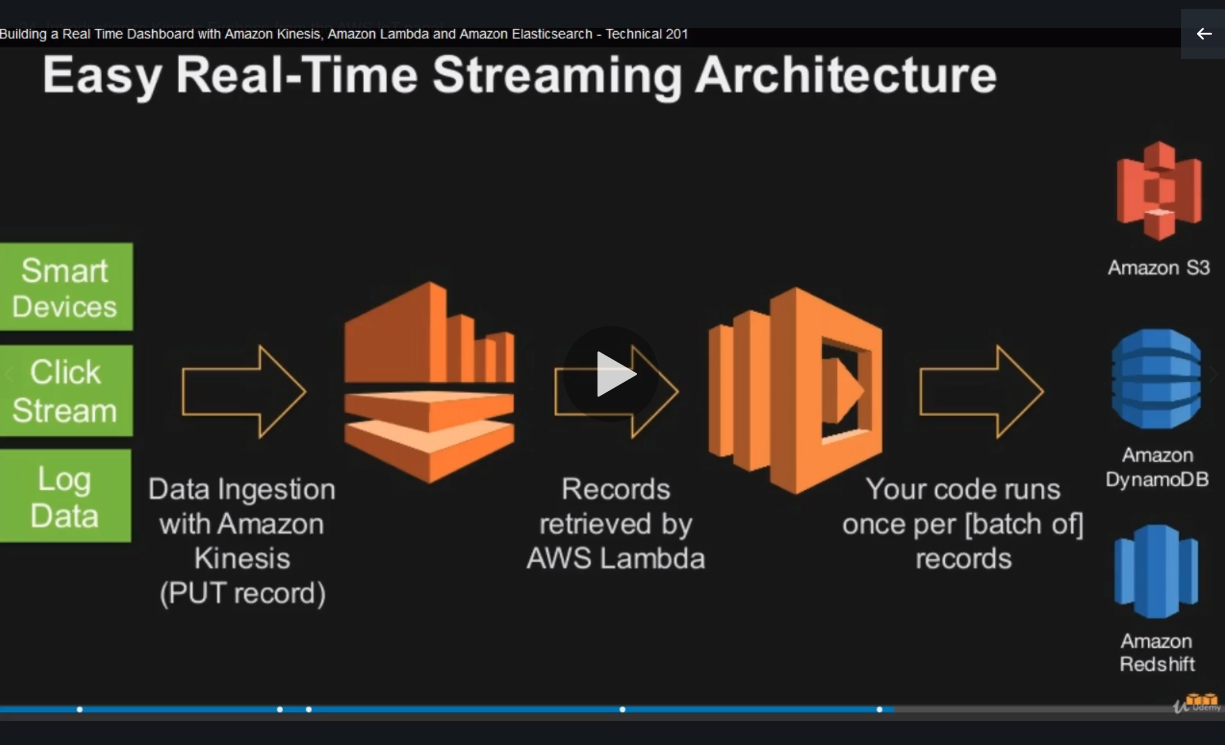 Building a Real Time Dashboard with Amazon Kinesis, Amazon Lambda and Amazon Elasticsearch - Technical 201
Easy Real-Time Streaming Architecture
Smart
Devices
Click
Stream
Log
Data
Data Ingestion
with Amazon
Kinesis
(PUT record)
Records
retrieved by
AWS Lambda
Your code runs
once per [batch of]
records
Amazon S3
Amazon
DynamoDB
Amazon
Redshift
Udemy